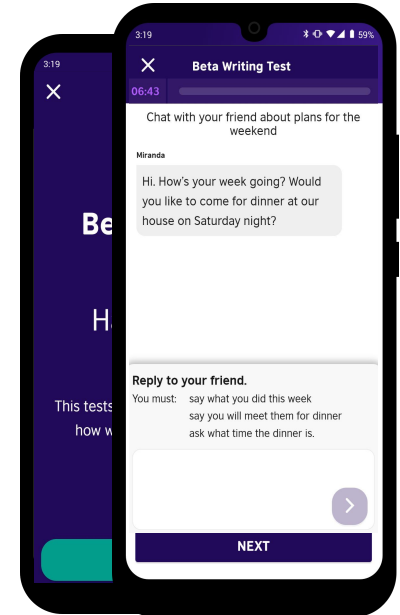 3:19
Be
H
This tests
how w
3:19
59%
Beta Writing Test
06:43
Chat with your friend about plans for the
weekend
Miranda
Hi. How's your week going? Would
you like to come for dinner at our
house on Saturday night?
Reply to your friend.
You must: say what you did this week
say you will meet them for dinner
ask what time the dinner is.
NEXT